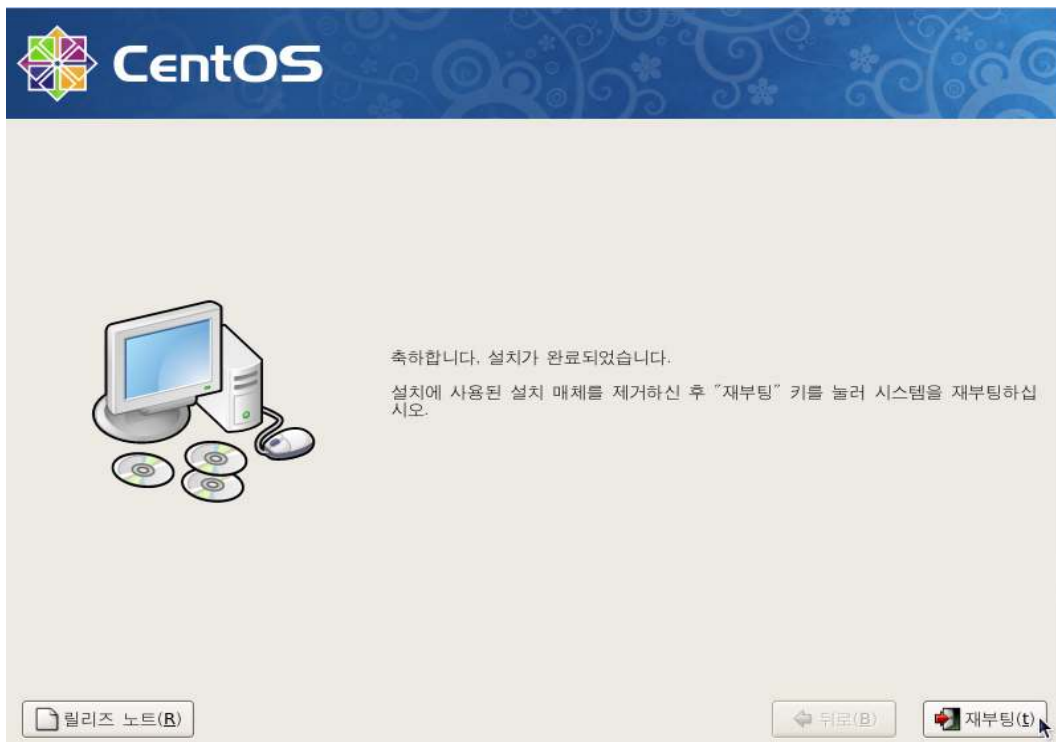 CentOS
축하합니다. 설치가 완료되었습니다.
설치에 사용된 설치 매체를 제거하신 후 "재부팅" 키를 눌러 시스템을 재부팅하십
시오.
릴리즈 노트(R)
뒤로(B)
재부팅(t)